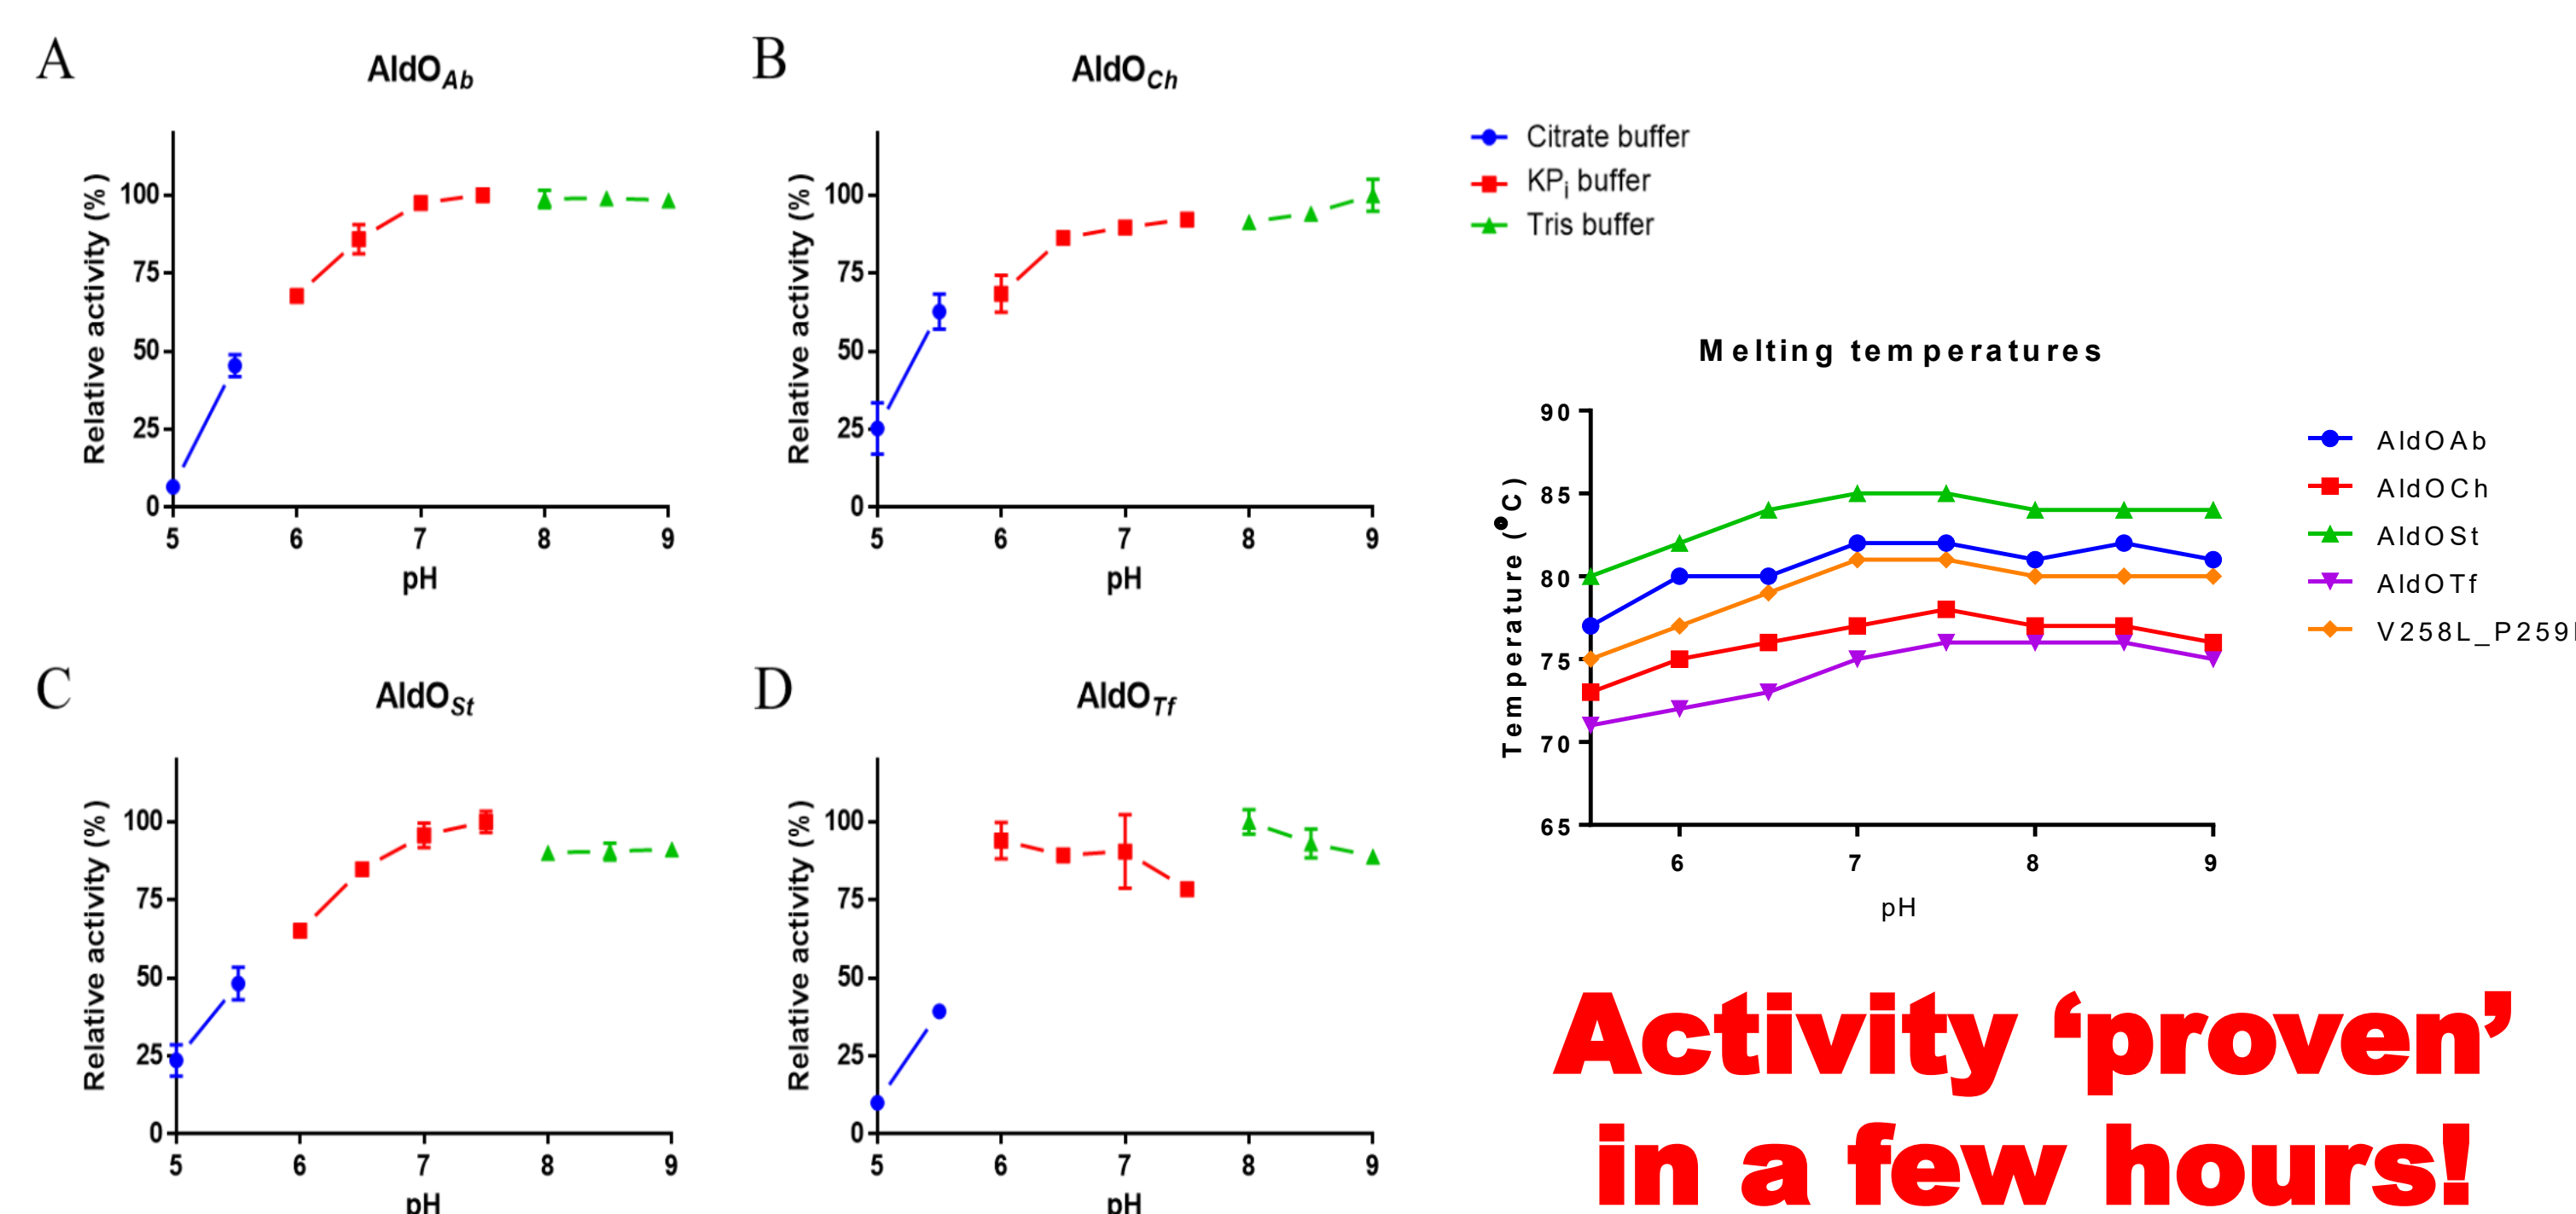 A
AldOAb
Relative activity (%)
100
75
50
25
0
5 6 7 8 9
pH
B
AldOCh
Relative activity (%)
100
75
50
25
0
5 6 7 8 9
pH
Citrate buffer
KPi buffer
Tris buffer
C
AldOSt
Relative activity (%)
100
75
50
25
0
5 6 7 8 9
pH
D
AldOTf
Relative activity (%)
100
75
50
25
0
5 6 7 8 9
pH
Melting temperatures
Temperature (°C)
90
85
80
75
70
65
6 7 8 9
pH
AldOAb
AldOCh
AldOSt
AldOTf
V258L_P259
Activity ‘proven’
in a few hours!